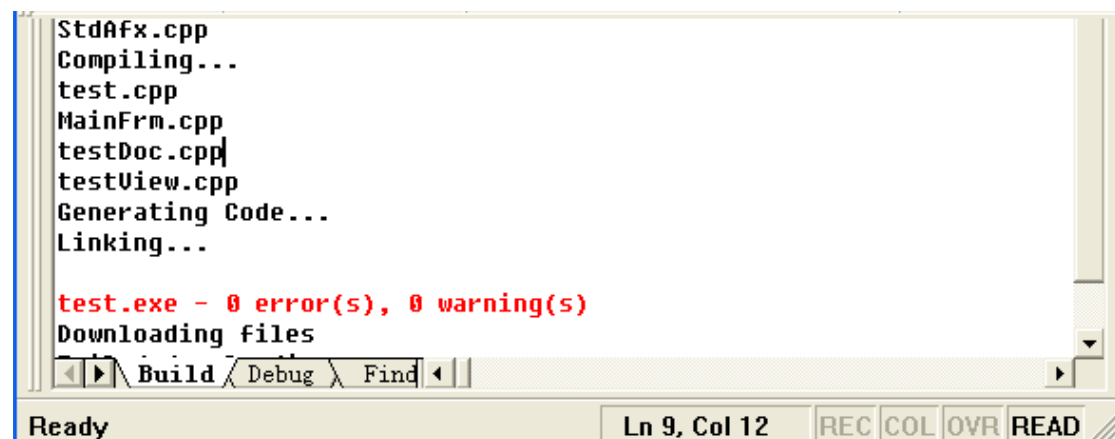 StdAfx.cpp
Compiling...
test.cpp
MainFrm.cpp
testDoc.cpp
testView.cpp
Generating Code...
Linking...
test.exe - 0 error(s), 0 warning(s)
Downloading files
Build Debug Find
Ready Ln 9, Col 12 REC COL OVR READ